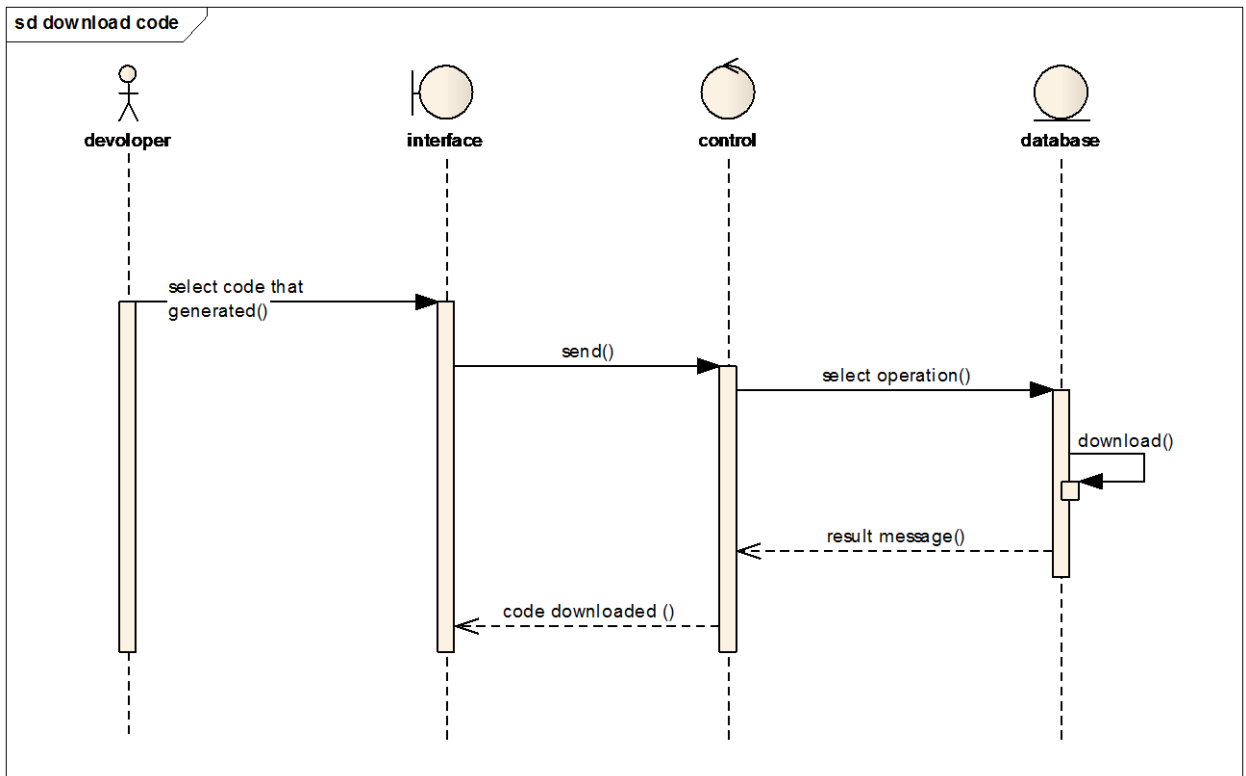 sd download code
devoloper
interface
control
database
select code that
generated()
send()
select operation()
download()
result message()
code downloaded ()